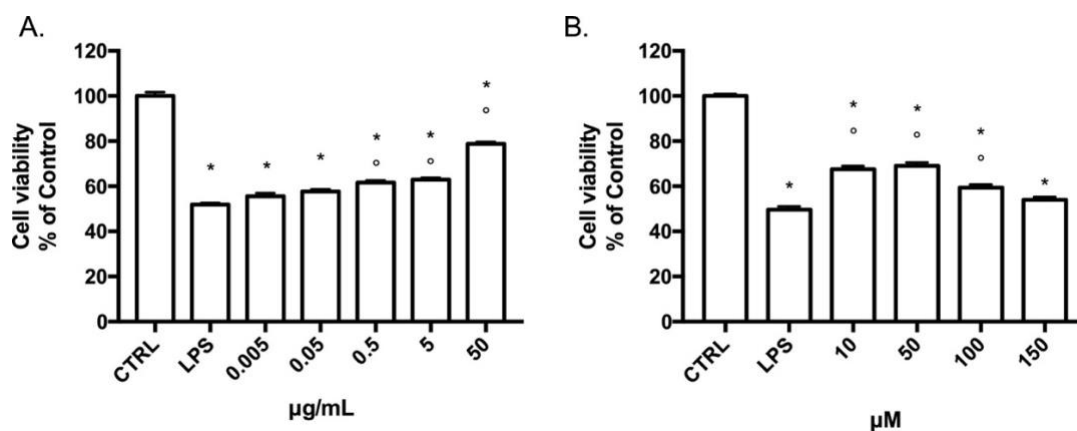 A.
Cell viability
% of Control
120
100
80
60
40
20
0
* * * * * * °
* ° * °
CTRL LPS 0.005 0.05 0.5 5 50
µg/mL
B.
Cell viability
% of Control
120
100
80
60
40
20
0
* * ° * ° * ° *
CTRL LPS 10 50 100 150
µM